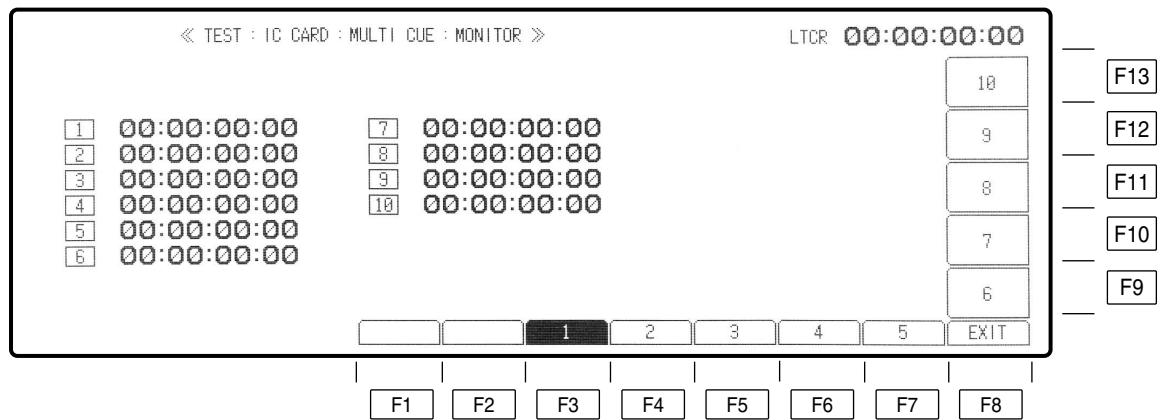 ≪ TEST : IC CARD : MULTI CUE : MONITOR ≫ LTCR 00:00:00:00
10 F13
1 00:00:00:00 7 00:00:00:00 9 F12
2 00:00:00:00 8 00:00:00:00
3 00:00:00:00 9 00:00:00:00 8 F11
4 00:00:00:00 10 00:00:00:00
5 00:00:00:00 7 F10
6 00:00:00:00
6 F9
1 2 3 4 5 EXIT
F1 F2 F3 F4 F5 F6 F7 F8